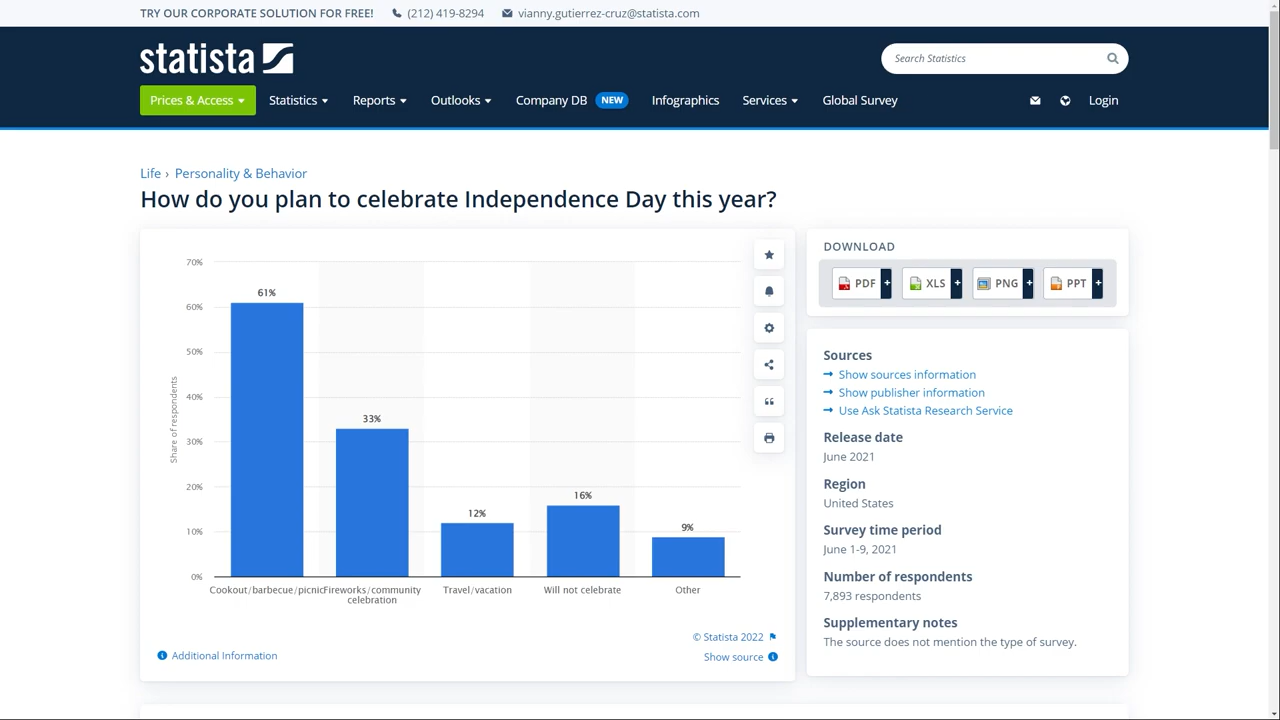 TRY OUR CORPORATE SOLUTION FOR FREE! (212) 419-8294 vianny.gutierrez-cruz@statista.com
statista
Search Statistics
Prices & Access Statistics Reports Outlooks Company DB NEW Infographics Services Global Survey Login
Life › Personality & Behavior
How do you plan to celebrate Independence Day this year?
70%
60%
50%
40%
30%
20%
10%
0%
Share of respondents
61%
33%
12%
16%
9%
Cookout/barbecue/picnic
Fireworks/community
celebration
Travel/vacation
Will not celebrate
Other
© Statista 2022
Additional Information
Show source
DOWNLOAD
PDF + XLS + PNG + PPT +
Sources
Show sources information
Show publisher information
Use Ask Statista Research Service
Release date
June 2021
Region
United States
Survey time period
June 1-9, 2021
Number of respondents
7,893 respondents
Supplementary notes
The source does not mention the type of survey.